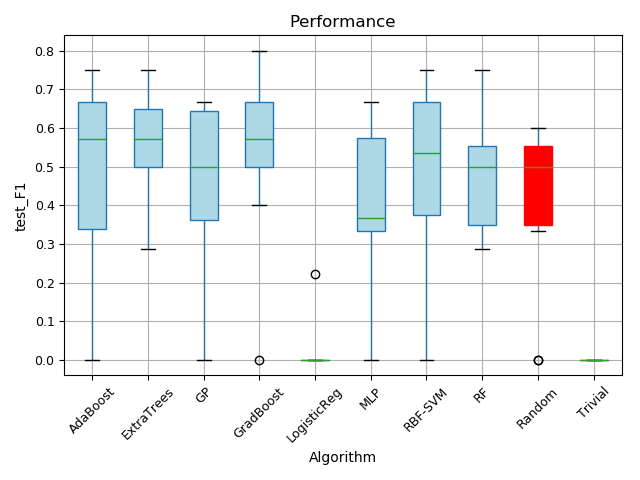 Performance
test_F1
0.8
0.7
0.6
0.5
0.4
0.3
0.2
0.1
0.0
AdaBoost
ExtraTrees
GP
GradBoost
LogisticReg
MLP
RBF-SVM
RF
Random
Trivial
Algorithm